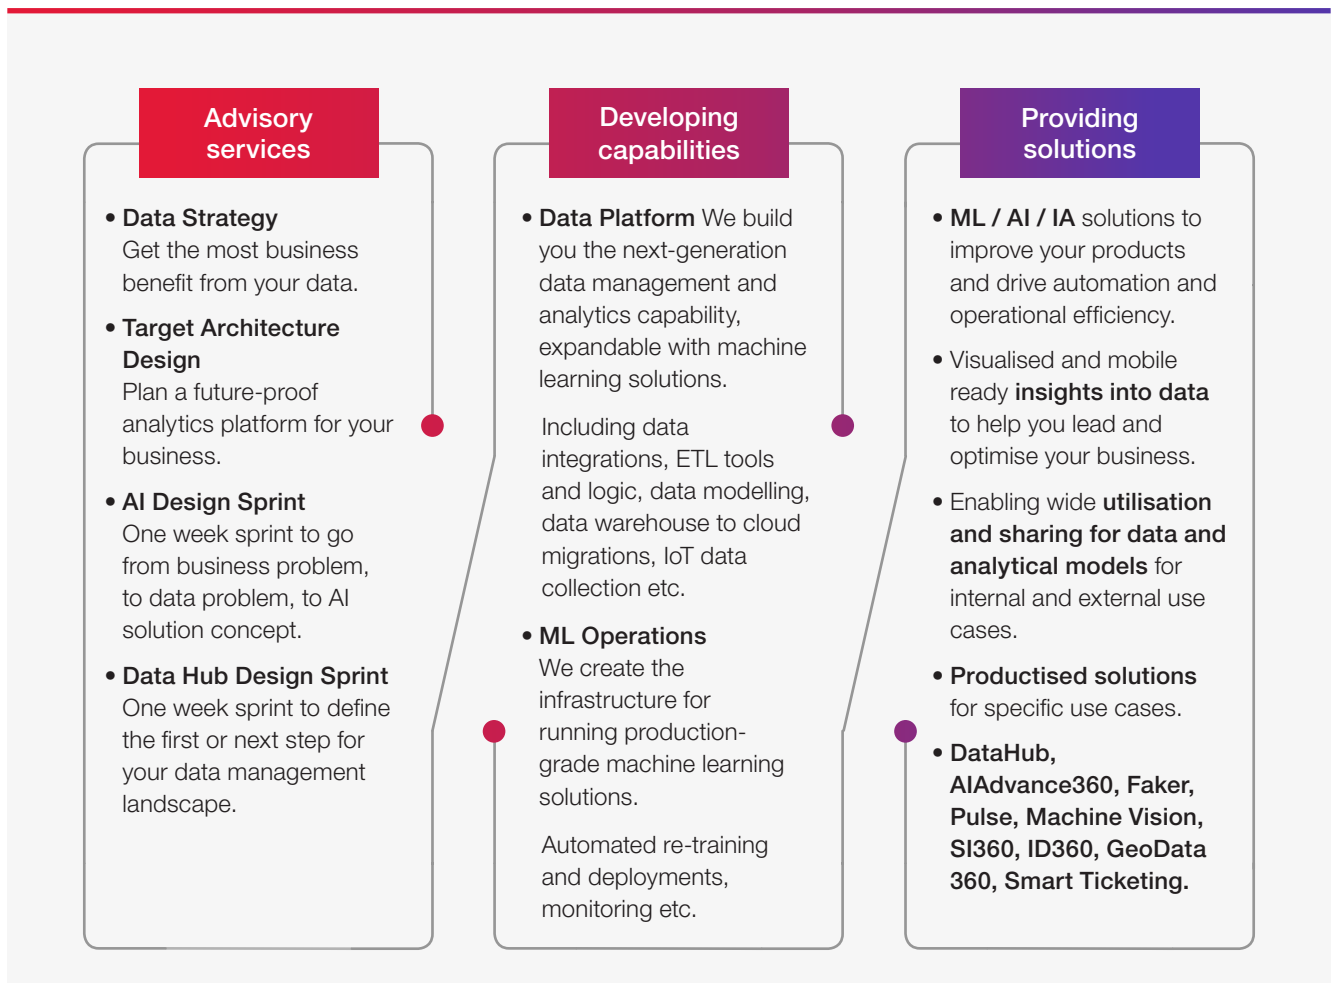 Advisory
services
• Data Strategy
Get the most business
benefit from your data.
• Target Architecture
Design
Plan a future-proof
analytics platform for your
business.
• AI Design Sprint
One week sprint to go
from business problem,
to data problem, to AI
solution concept.
• Data Hub Design Sprint
One week sprint to define
the first or next step for
your data management
landscape.
Developing
capabilities
• Data Platform We build
you the next-generation
data management and
analytics capability,
expandable with machine
learning solutions.
Including data
integrations, ETL tools
and logic, data modelling,
data warehouse to cloud
migrations, IoT data
collection etc.
• ML Operations
We create the
infrastructure for
running production-
grade machine learning
solutions.
Automated re-training
and deployments,
monitoring etc.
Providing
solutions
• ML / AI / IA solutions to
improve your products
and drive automation and
operational efficiency.
• Visualised and mobile
ready insights into data
to help you lead and
optimise your business.
• Enabling wide utilisation
and sharing for data and
analytical models for
internal and external use
cases.
• Productised solutions
for specific use cases.
• DataHub,
AIAdvance360, Faker,
Pulse, Machine Vision,
SI360, ID360, GeoData
360, Smart Ticketing.